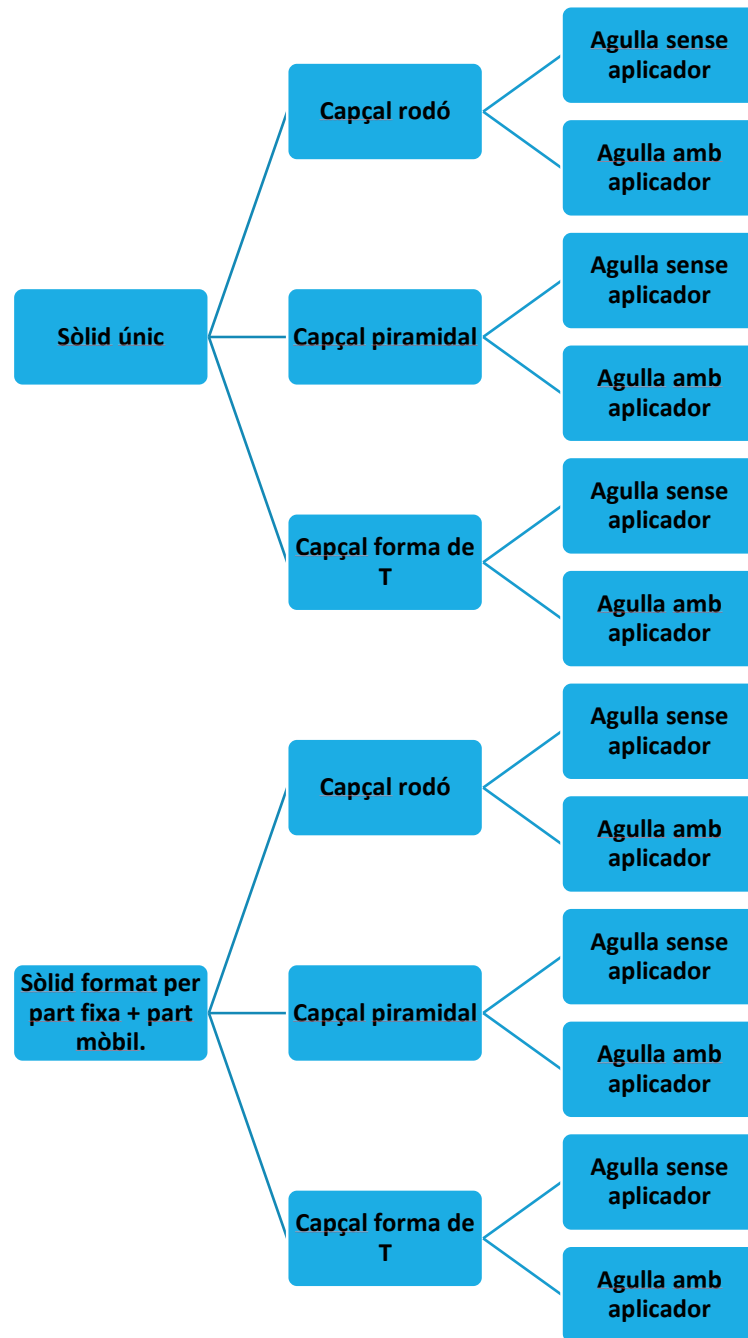 Sòlid únic
Capçal rodó
Agulla sense
aplicador
Agulla amb
aplicador
Capçal piramidal
Agulla sense
aplicador
Agulla amb
aplicador
Capçal forma de
T
Agulla sense
aplicador
Agulla amb
aplicador
Sòlid format per
part fixa + part
mòbil.
Capçal rodó
Agulla sense
aplicador
Agulla amb
aplicador
Capçal piramidal
Agulla sense
aplicador
Agulla amb
aplicador
Capçal forma de
T
Agulla sense
aplicador
Agulla amb
aplicador